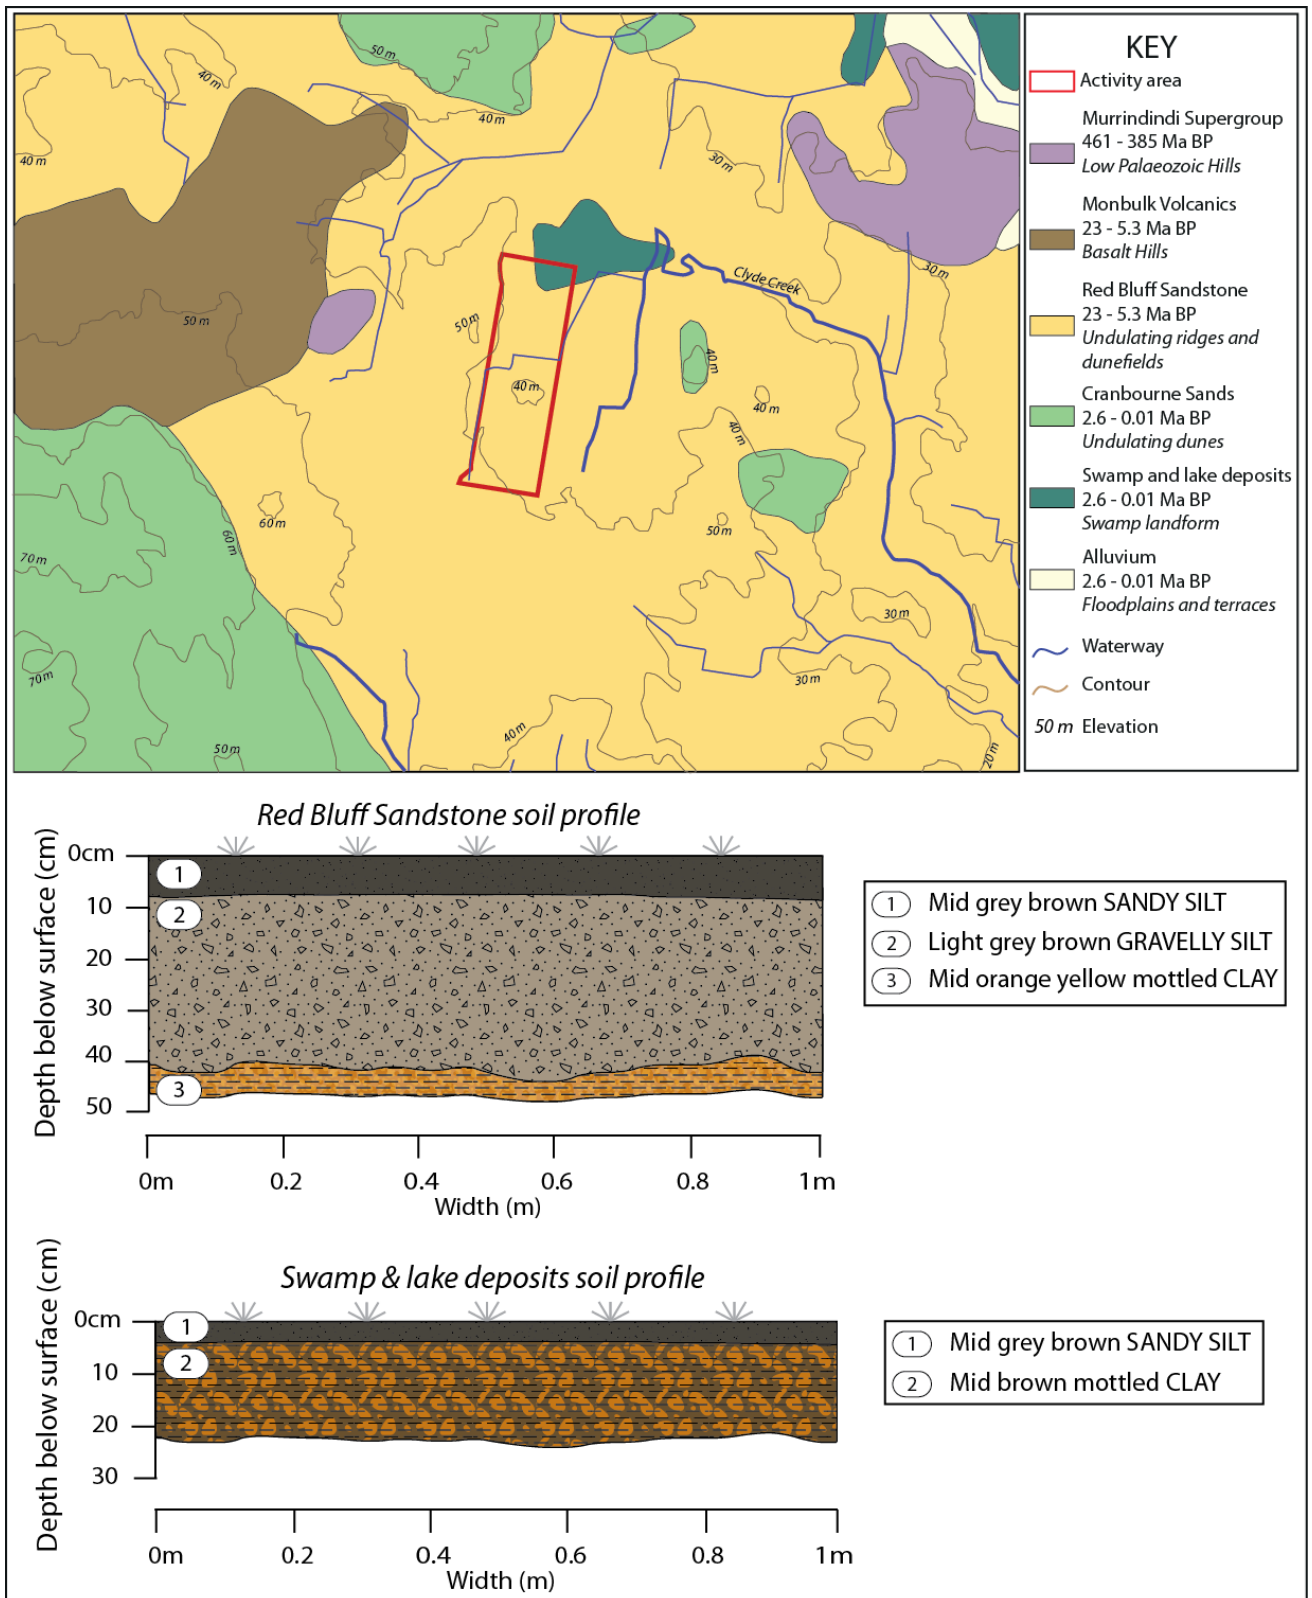 50 m
40 m
40 m
40 m
30 m
KEY
Activity area
Murrindindi Supergroup
461 - 385 Ma BP
Low Palaeozoic Hills
Monbulk Volcanics
23 - 5.3 Ma BP
Basalt Hills
Red Bluff Sandstone
23 - 5.3 Ma BP
Undulating ridges and
dunefields
Cranbourne Sands
2.6 - 0.01 Ma BP
Undulating dunes
Swamp and lake deposits
2.6 - 0.01 Ma BP
Swamp landform
Alluvium
2.6 - 0.01 Ma BP
Floodplains and terraces
Waterway
Contour
50 m Elevation
Clyde Creek
30 m
50 m
50 m
40 m
40 m
40 m
40 m
60 m
60 m
50 m
70 m
30 m
70 m
30 m
50 m
40 m
20 m
Red Bluff Sandstone soil profile
Depth below surface (cm)
0cm
10
20
30
40
50
1
2
3
1 Mid grey brown SANDY SILT
2 Light grey brown GRAVELLY SILT
3 Mid orange yellow mottled CLAY
0m 0.2 0.4 0.6 0.8 1m
Width (m)
Swamp & lake deposits soil profile
Depth below surface (cm)
0cm
10
20
30
1
2
1 Mid grey brown SANDY SILT
2 Mid brown mottled CLAY
0m 0.2 0.4 0.6 0.8 1m
Width (m)